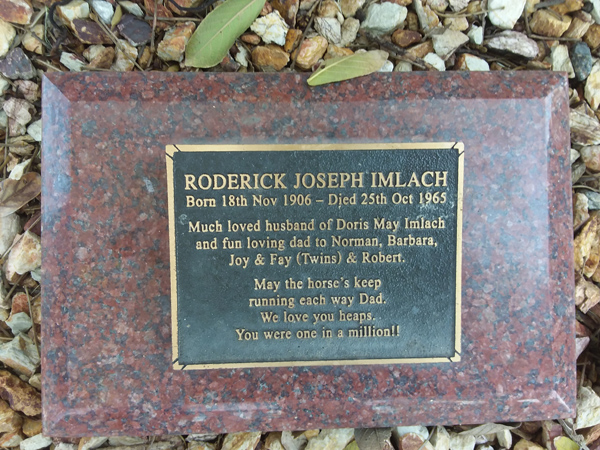 RODERICK JOSEPH IMLACH
Born 18th Nov 1906 – Died 25th Oct 1965
Much loved husband of Doris May Imlach
and fun loving dad to Norman, Barbara,
Joy & Fay (Twins) & Robert.
May the horse's keep
running each way Dad.
We love you heaps.
You were one in a million!!